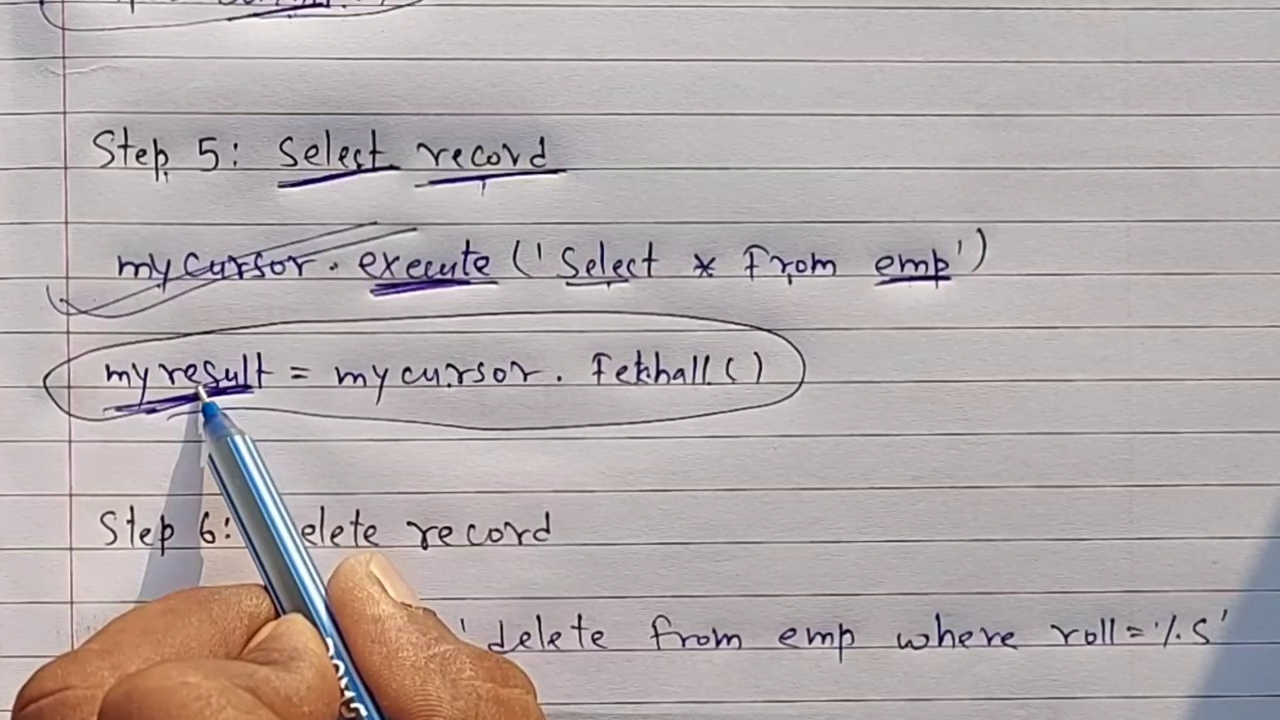 Step 5: Select record
mycursor.execute('Select * from emp')
myresult = mycursor.fetchall()
Step 6: elete record
'delete from emp where roll=%s'